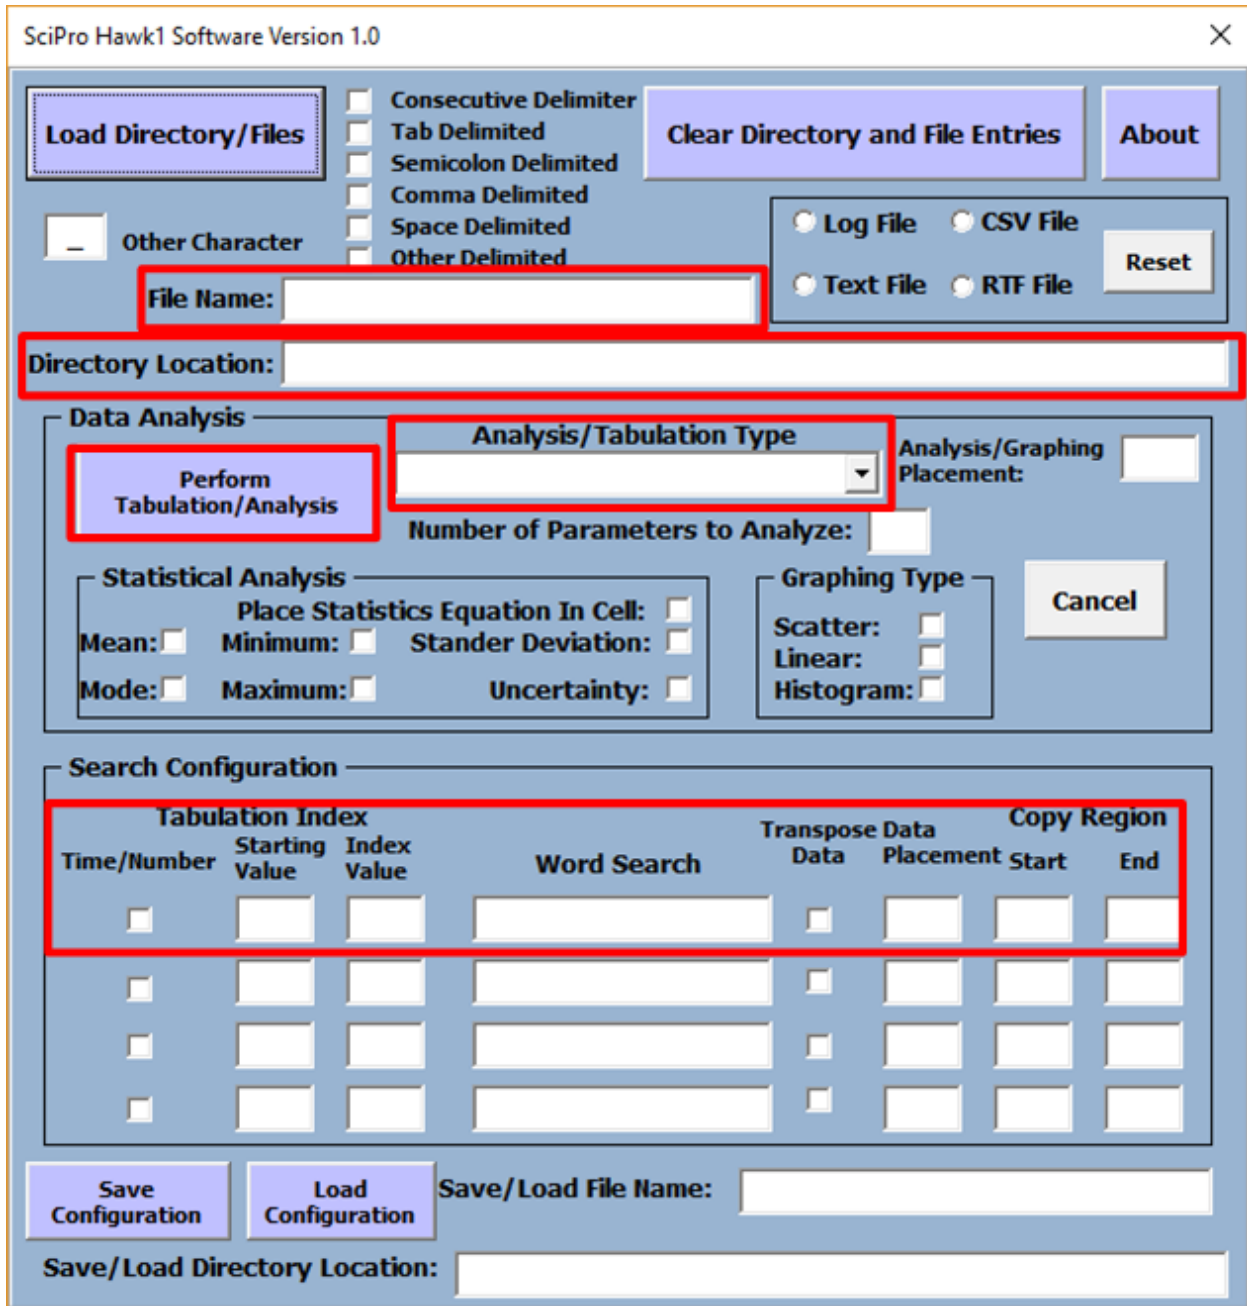 SciPro Hawk1 Software Version 1.0
Load Directory/Files
Consecutive Delimiter
Tab Delimited
Semicolon Delimited
Comma Delimited
Space Delimited
Other Delimited
Clear Directory and File Entries
About
_
Other Character
Log File
CSV File
Text File
RTF File
Reset
File Name:
Directory Location:
Data Analysis
Perform
Tabulation/Analysis
Analysis/Tabulation Type
Analysis/Graphing
Placement:
Number of Parameters to Analyze:
Statistical Analysis
Place Statistics Equation In Cell:
Mean:
Minimum:
Stander Deviation:
Mode:
Maximum:
Uncertainty:
Graphing Type
Scatter:
Linear:
Histogram:
Cancel
Search Configuration
Tabulation Index
Time/Number
Starting
Value
Index
Value
Word Search
Transpose
Data
Data
Placement
Copy Region
Start
End
Save
Configuration
Load
Configuration
Save/Load File Name:
Save/Load Directory Location: